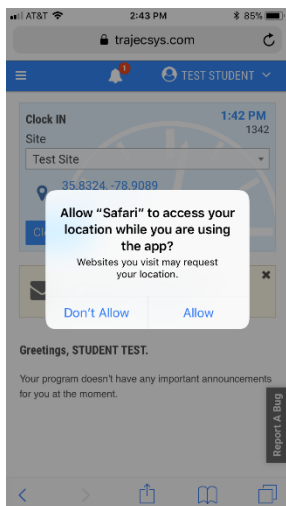 AT&T 2:43 PM 85%
trajecsys.com
1
TEST STUDENT
Clock IN 1:42 PM
1342
Site
Test Site
35.8324, -78.9089
Allow “Safari” to access your
location while you are using
the app?
Websites you visit may request
your location.
Don’t Allow Allow
Greetings, STUDENT TEST.
Your program doesn't have any important announcements
for you at the moment.
Report A Bug